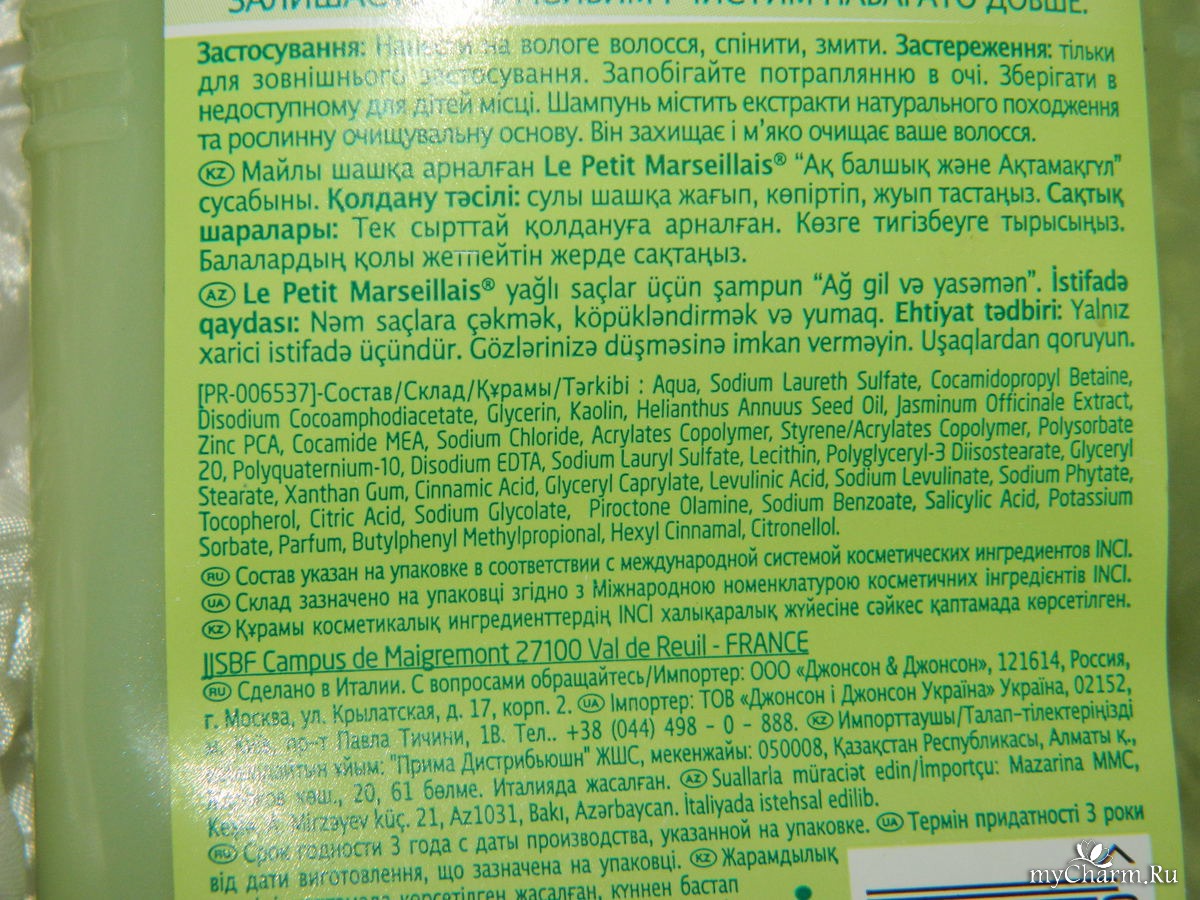 ЧИСТИМ НАБАГАТО ДОВШЕ.
Застосування: Нанести на вологе волосся, спінити, змити. Застереження: тільки
для зовнішнього застосування. Запобігайте потраплянню в очі. Зберігати в
недоступному для дітей місці. Шампунь містить екстракти натурального походження
та рослинну очищувальну основу. Він захищає і м’яко очищає ваше волосся.
KZ Майлы шашқа арналған Le Petit Marseillais® “Ақ балшық және Ақтамақгүл”
сусабыны. Қолдану тәсілі: сулы шашқа жағып, көпіртіп, жуып тастаңыз. Сақтық
шаралары: Тек сырттай қолдануға арналған. Көзге тигізбеуге тырысыңыз.
Балалардың қолы жетпейтін жерде сақтаңыз.
AZ Le Petit Marseillais® yağlı saçlar üçün şampun “Ağ gil və yasəmən”. İstifadə
qaydası: Nəm saçlara çəkmək, köpükləndirmək və yumaq. Ehtiyat tədbiri: Yalnız
xarici istifadə üçündür. Gözlərinizə düşməsinə imkan verməyin. Uşaqlardan qoruyun.
[PR-006537]-Состав/Склад/Құрамы/Tərkibi : Aqua, Sodium Laureth Sulfate, Cocamidopropyl Betaine,
Disodium Cocoamphodiacetate, Glycerin, Kaolin, Helianthus Annuus Seed Oil, Jasminum Officinale Extract,
Zinc PCA, Cocamide MEA, Sodium Chloride, Acrylates Copolymer, Styrene/Acrylates Copolymer, Polysorbate
20, Polyquaternium-10, Disodium EDTA, Sodium Lauryl Sulfate, Lecithin, Polyglyceryl-3 Diisostearate, Glyceryl
Stearate, Xanthan Gum, Cinnamic Acid, Glyceryl Caprylate, Levulinic Acid, Sodium Levulinate, Sodium Phytate,
Tocopherol, Citric Acid, Sodium Glycolate, Piroctone Olamine, Sodium Benzoate, Salicylic Acid, Potassium
Sorbate, Parfum, Butylphenyl Methylpropional, Hexyl Cinnamal, Citronellol.
RU Состав указан на упаковке в соответствии с международной системой косметических ингредиентов INCI.
UA Склад зазначено на упаковці згідно з Міжнародною номенклатурою косметичних інгредієнтів INCI.
KZ Құрамы косметикалық ингредиенттердің INCI халықаралық жүйесіне сәйкес қаптамада көрсетілген.
JJSBF Campus de Maigremont 27100 Val de Reuil - FRANCE
RU Сделано в Италии. С вопросами обращайтесь/Импортер: ООО «Джонсон & Джонсон», 121614, Россия,
г. Москва, ул. Крылатская, д. 17, корп. 2. UA Імпортер: ТОВ «Джонсон і Джонсон Україна» Україна, 02152,
м. Київ, пр-т Павла Тичини, 1В. Тел.. +38 (044) 498 - 0 - 888. KZ Импорттаушы/Талап-тілектеріңізді
ұйым: "Прима Дистрибьюшн" ЖШС, мекенжайы: 050008, Қазақстан Республикасы, Алматы қ.,
көш., 20, 61 бөлме. Италияда жасалған. AZ Suallarla müraciət edin/İmportçu: Mazarina MMC,
A. Mirzəyev küç. 21, Az1031, Bakı, Azərbaycan. İtaliyada istehsal edilib.
RU Срок годности 3 года с даты производства, указанной на упаковке. UA Термін придатності 3 роки
від дати виготовлення, що зазначена на упаковці. KZ Жарамдылық
көрсетілген жасалған, күннен бастап
myCharm.Ru